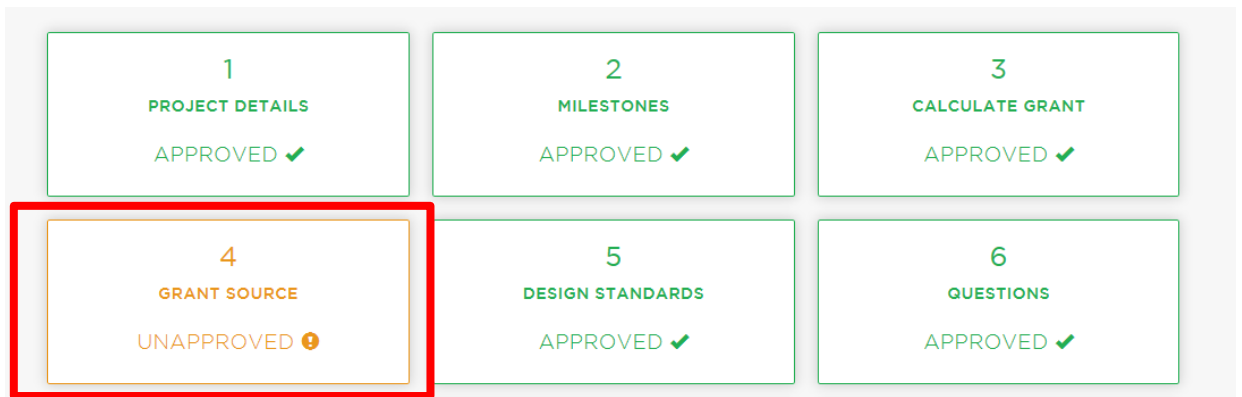 1
PROJECT DETAILS
APPROVED
2
MILESTONES
APPROVED
3
CALCULATE GRANT
APPROVED
4
GRANT SOURCE
UNAPPROVED
5
DESIGN STANDARDS
APPROVED
6
QUESTIONS
APPROVED